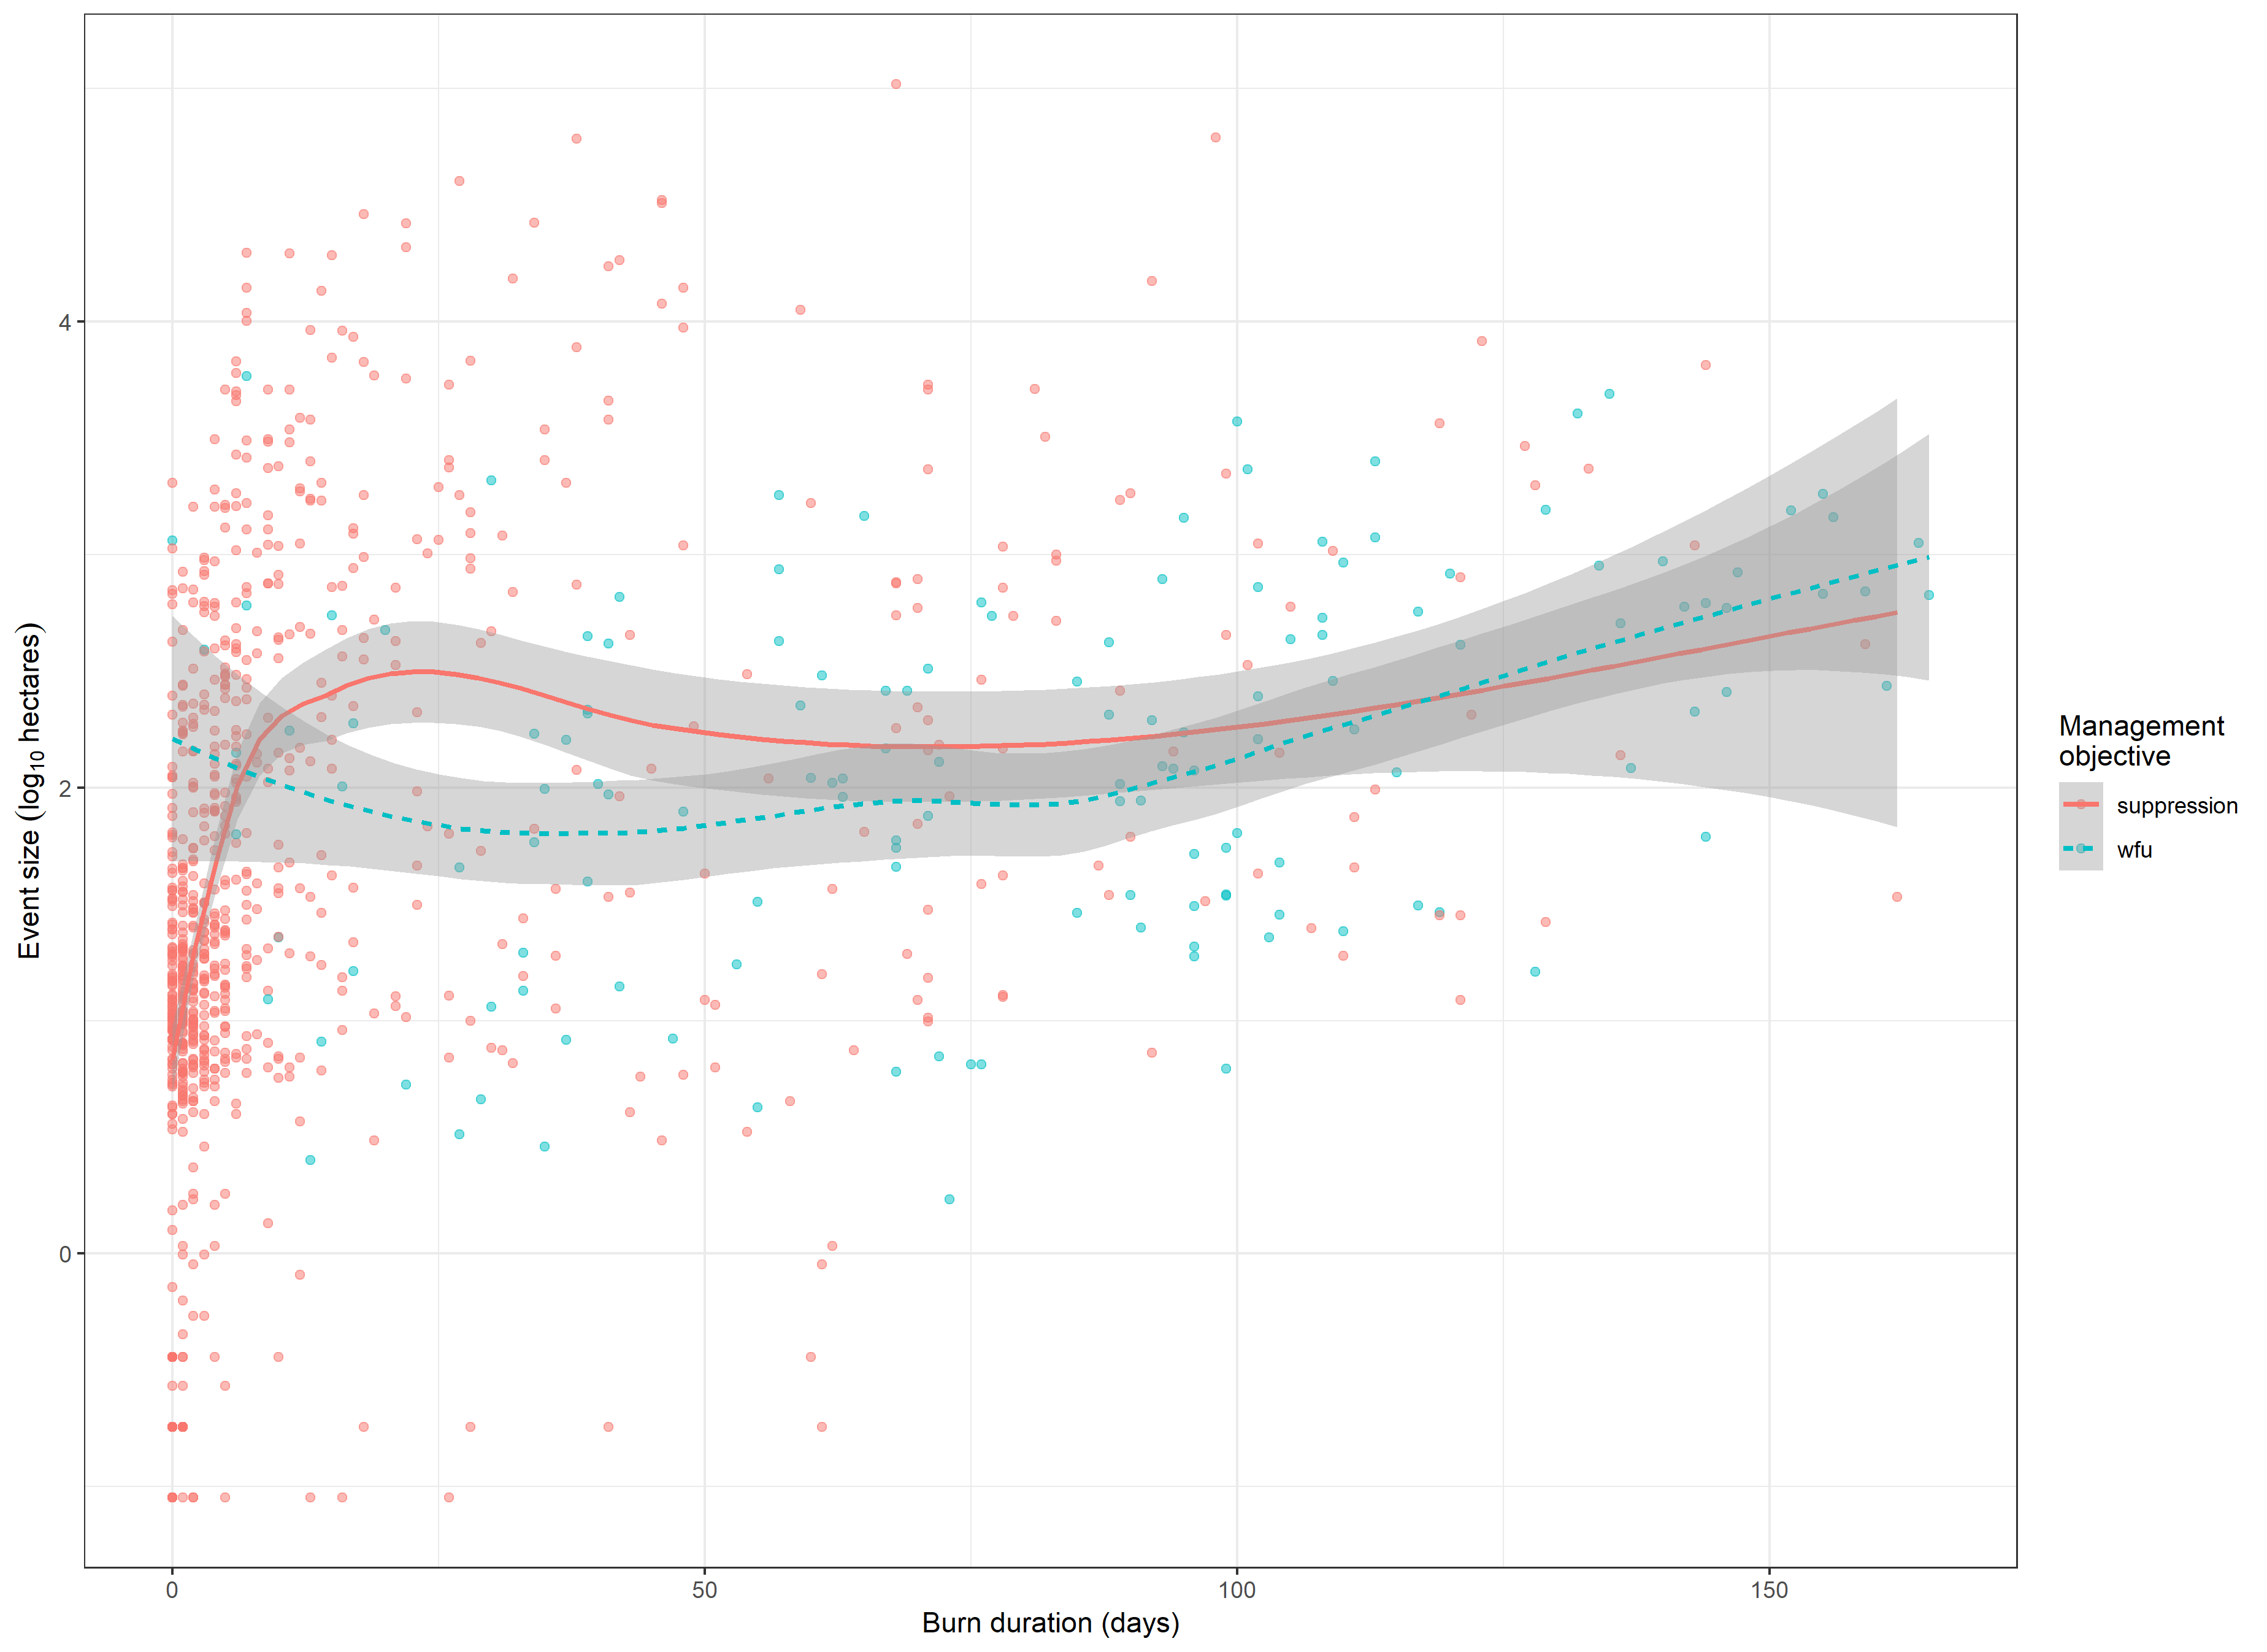 Event size (log₁₀ hectares)
4
2
0
0 50 100 150
Burn duration (days)
Management
objective
suppression
wfu